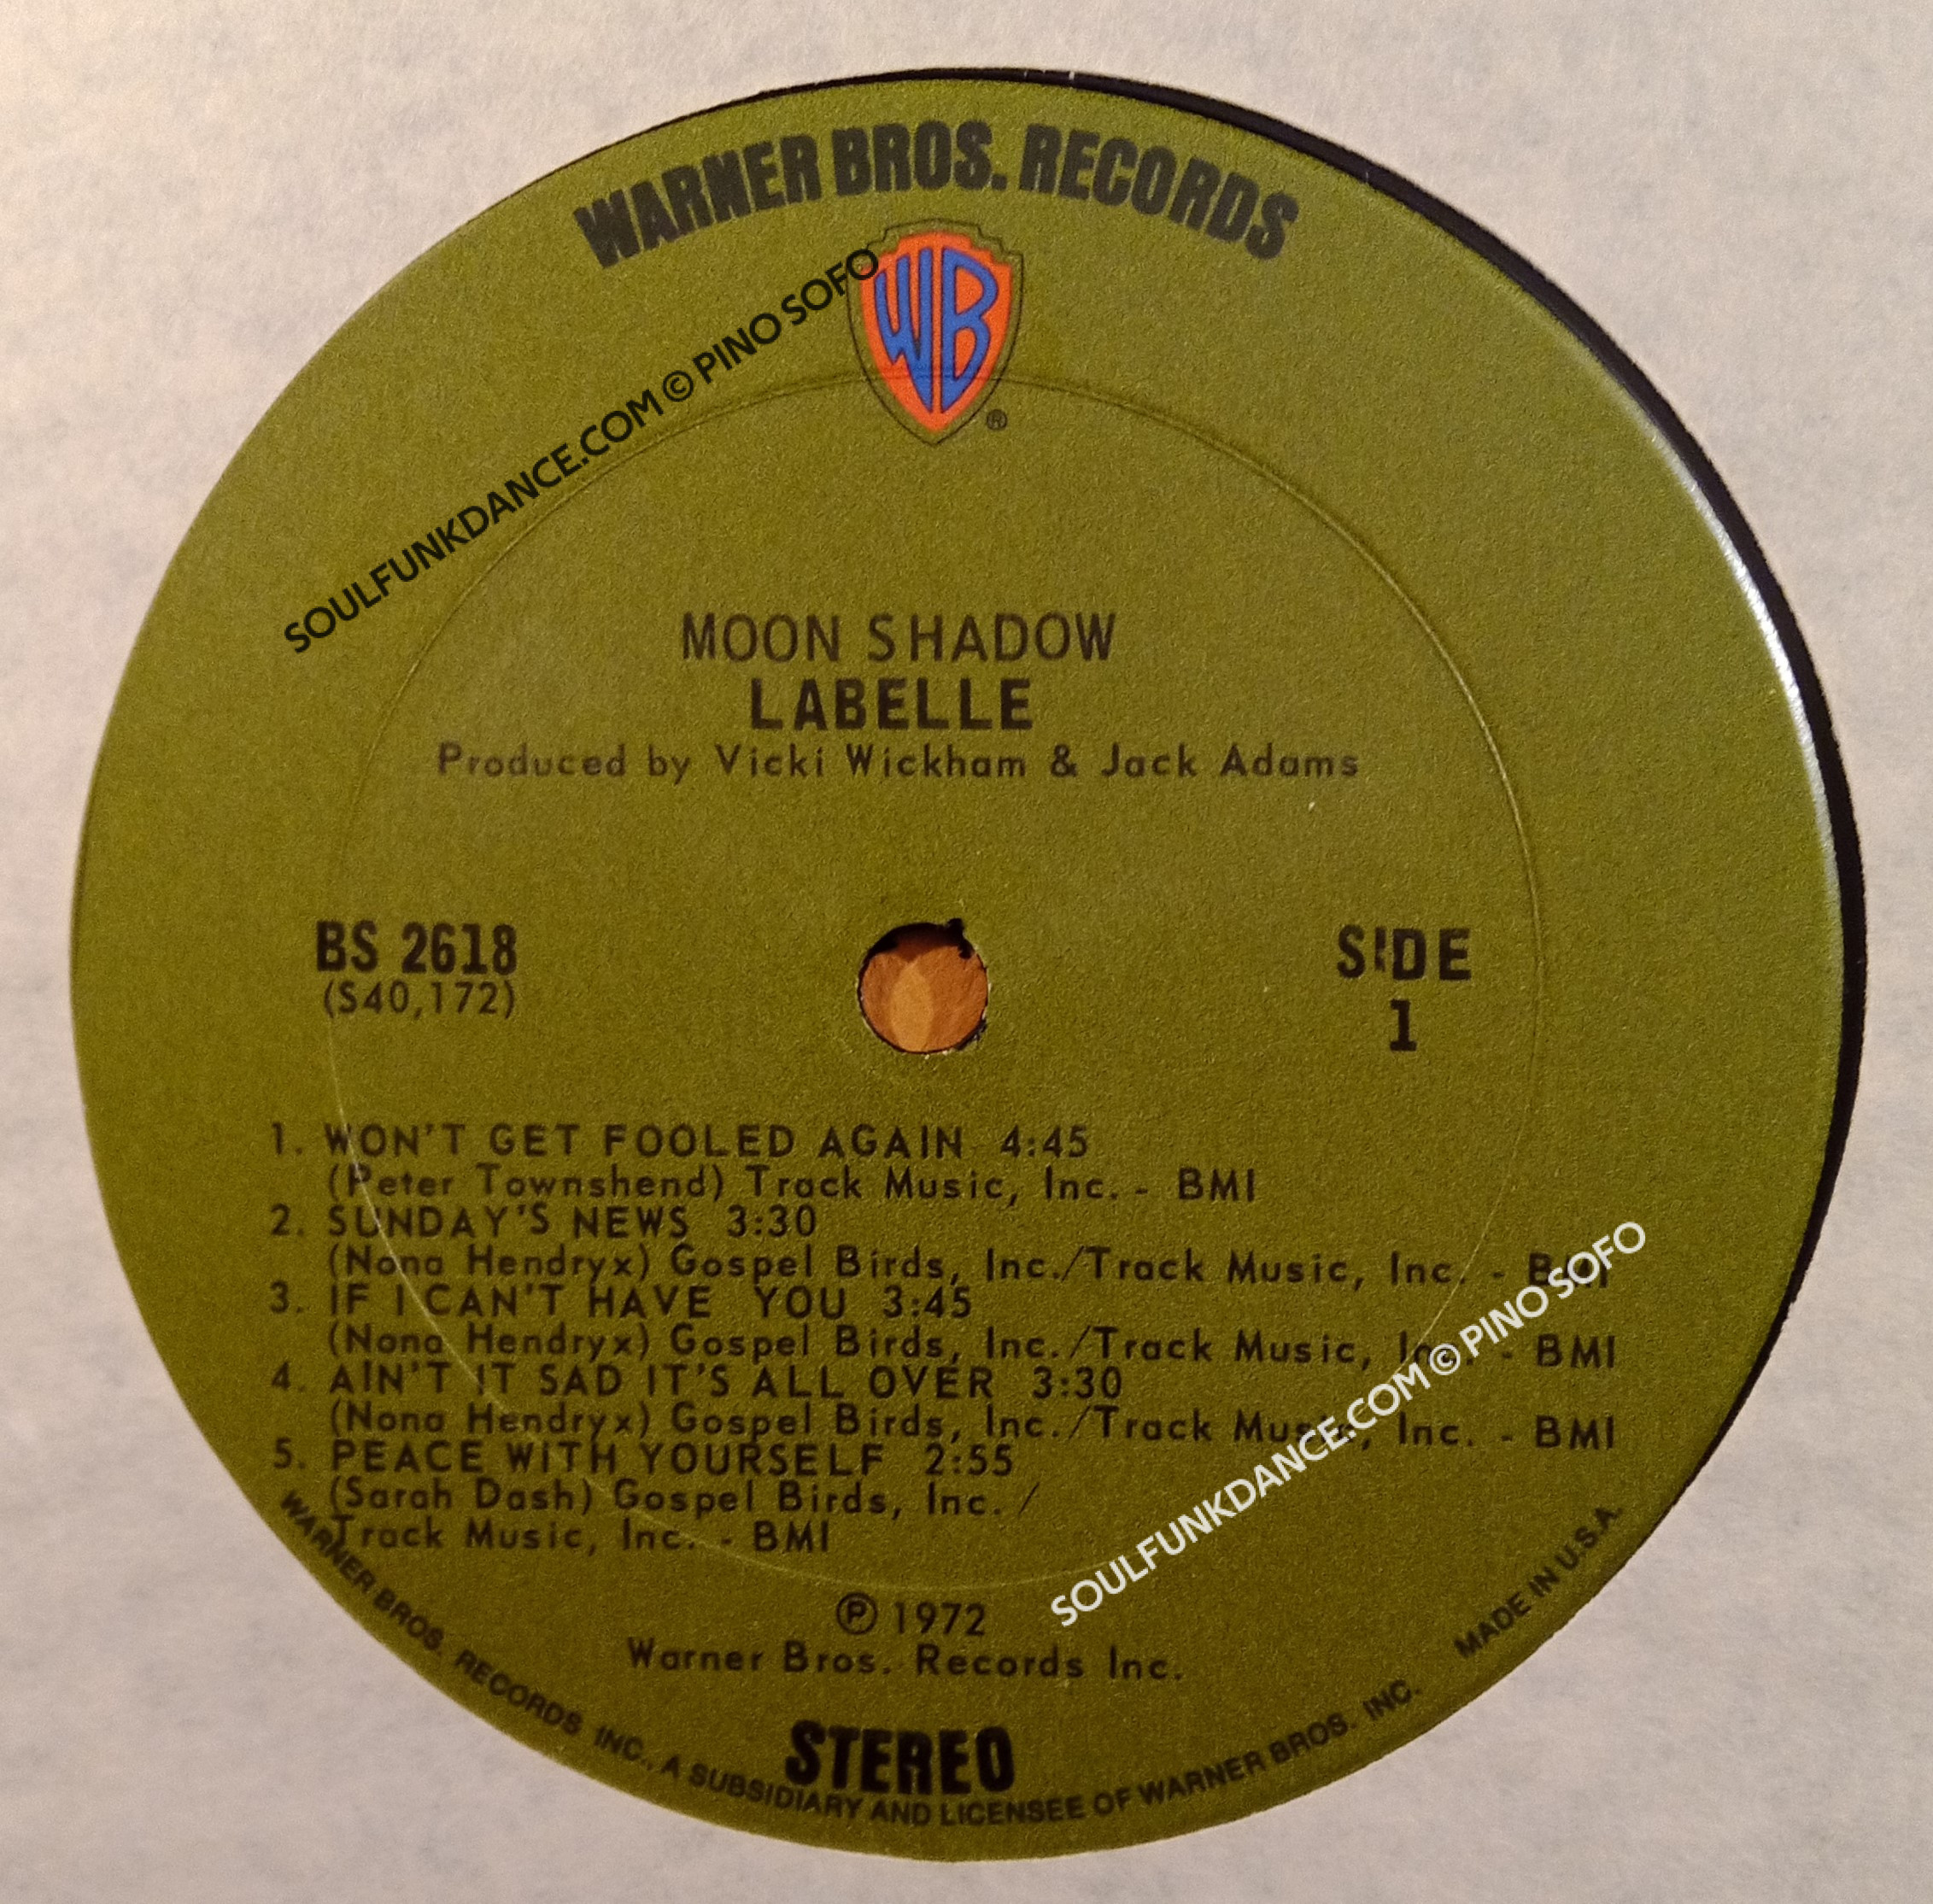 WARNER BROS. RECORDS
WB
®
SOULFUNKDANCE.COM © PINO SOFO
MOON SHADOW
LABELLE
Produced by Vicki Wickham & Jack Adams
BS 2618
(S40,172)
SIDE
1
1. WON'T GET FOOLED AGAIN 4:45
(Peter Townshend) Track Music, Inc. - BMI
2. SUNDAY'S NEWS 3:30
(Nona Hendryx) Gospel Birds, Inc./Track Music, Inc. - BMI
3. IF I CAN'T HAVE YOU 3:45
(Nona Hendryx) Gospel Birds, Inc./Track Music, Inc. - BMI
4. AIN'T IT SAD IT'S ALL OVER 3:30
(Nona Hendryx) Gospel Birds, Inc./Track Music, Inc. - BMI
5. PEACE WITH YOURSELF 2:55
(Sarah Dash) Gospel Birds, Inc. /
Track Music, Inc. - BMI
SOULFUNKDANCE.COM © PINO SOFO
℗ 1972
Warner Bros. Records Inc.
STEREO
WARNER BROS. RECORDS INC., A SUBSIDIARY AND LICENSEE OF WARNER BROS. INC. MADE IN U.S.A.